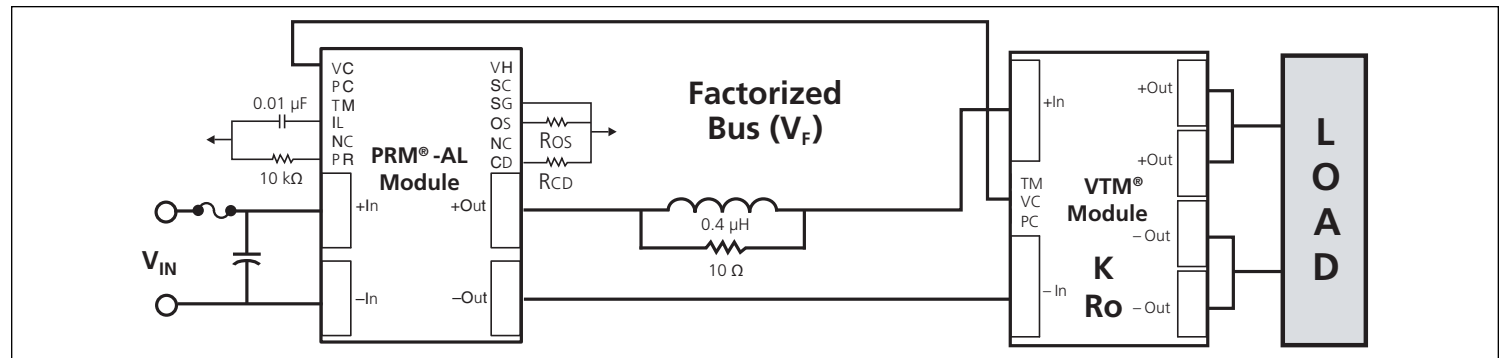 VC
PC
TM
IL
NC
PR
VH
SC
SG
OS
NC
CD
0.01 µF
10 kΩ
ROS
RCD
PRM® -AL
Module
+In
–In
+Out
–Out
VIN
Factorized
Bus (VF)
0.4 µH
10 Ω
+In
TM
VC
PC
– In
VTM®
Module
K
Ro
+Out
+Out
– Out
– Out
L
O
A
D